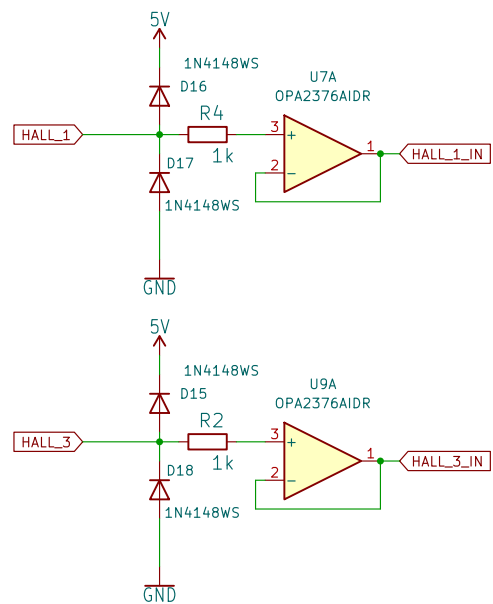 5V
1N4148WS
D16
U7A
OPA2376AIDR
R4
HALL_1
3
+
1k
1
HALL_1_IN
D17
2
−
1N4148WS
GND
5V
1N4148WS
D15
U9A
OPA2376AIDR
R2
HALL_3
3
+
1k
1
HALL_3_IN
D18
2
−
1N4148WS
GND